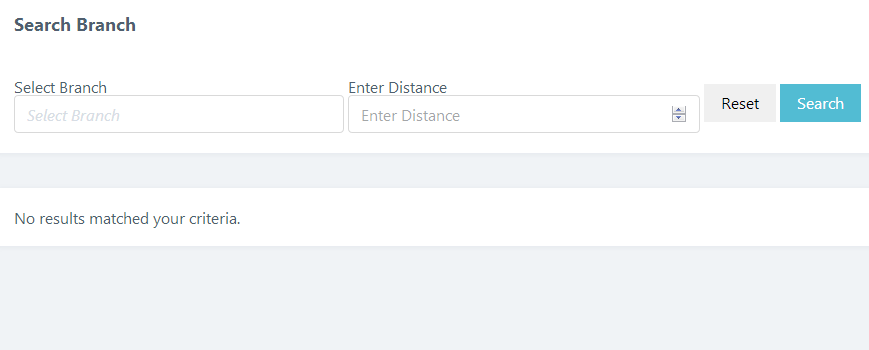 Search Branch
Select Branch
Enter Distance
Select Branch
Enter Distance
Reset
Search
No results matched your criteria.